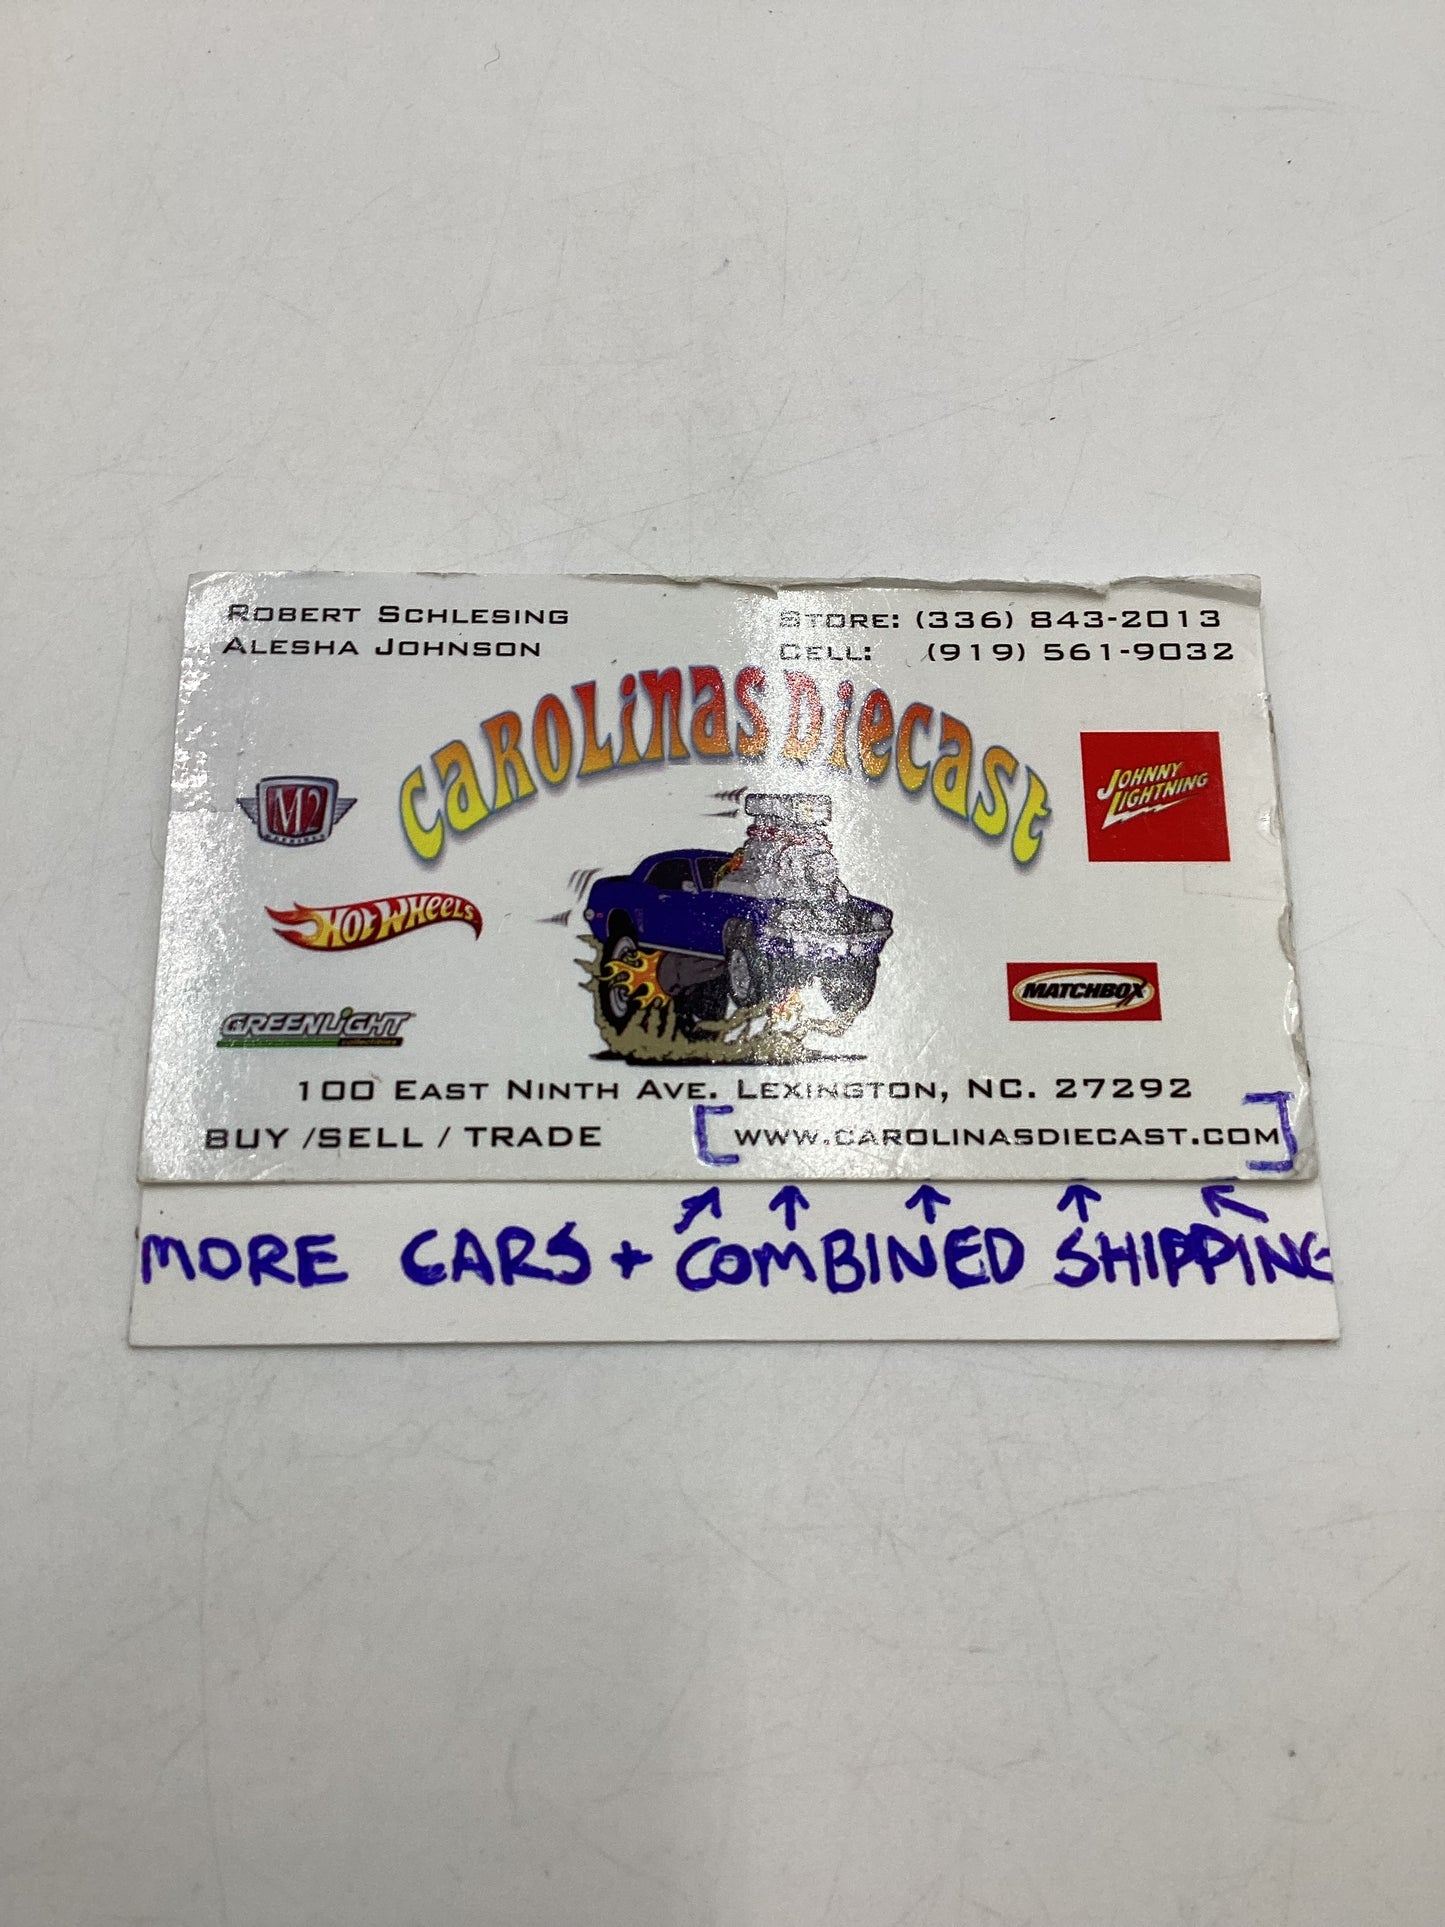 ROBERT SCHLESING
ALESHA JOHNSON
STORE: (336) 843-2013
CELL: (919) 561-9032
CAROLINAS DIECAST
M2
JOHNNY LIGHTNING
HOT WHEELS
MATCHBOX
GREENLIGHT
collectibles
100 EAST NINTH AVE. LEXINGTON, NC. 27292
BUY /SELL / TRADE [WWW.CAROLINASDIECAST.COM]
MORE CARS + COMBINED SHIPPING